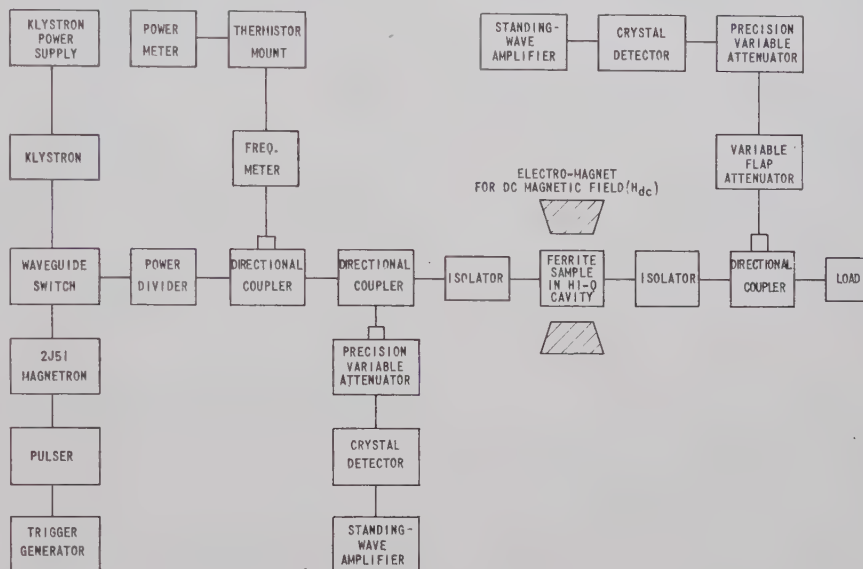 KLYSTRON
POWER
SUPPLY
POWER
METER
THERMISTOR
MOUNT
STANDING-
WAVE
AMPLIFIER
CRYSTAL
DETECTOR
PRECISION
VARIABLE
ATTENUATOR
KLYSTRON
FREQ.
METER
VARIABLE
FLAP
ATTENUATOR
ELECTRO-MAGNET
FOR DC MAGNETIC FIELD(Hdc)
WAVEGUIDE
SWITCH
POWER
DIVIDER
DIRECTIONAL
COUPLER
DIRECTIONAL
COUPLER
ISOLATOR
FERRITE
SAMPLE
IN HI-Q
CAVITY
ISOLATOR
DIRECTIONAL
COUPLER
LOAD
2J51
MAGNETRON
PRECISION
VARIABLE
ATTENUATOR
PULSER
CRYSTAL
DETECTOR
TRIGGER
GENERATOR
STANDING-
WAVE
AMPLIFIER